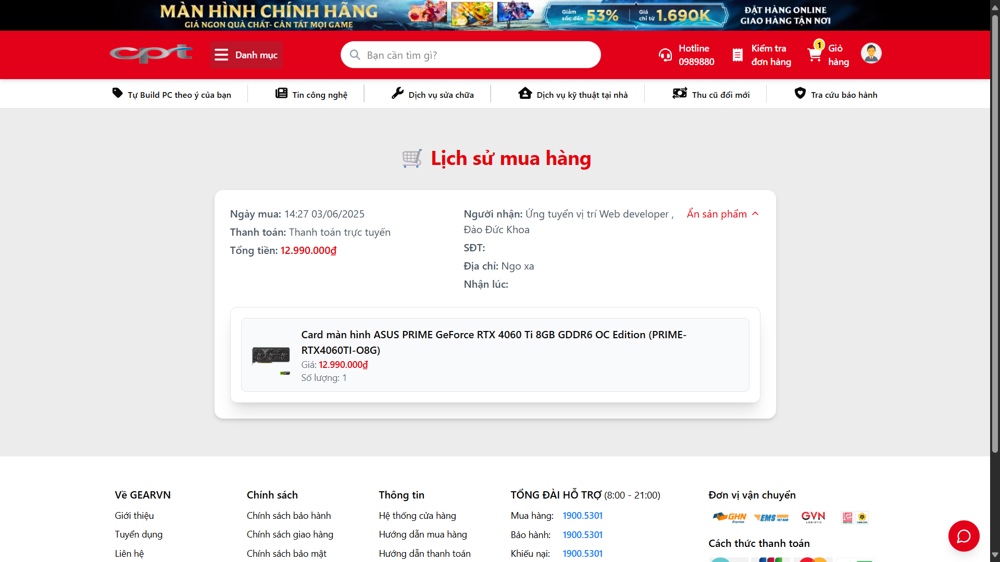 MÀN HÌNH CHÍNH HÃNG
GIÁ NGON QUÀ CHẤT- CÂN TẤT MỌI GAME
Giảm sốc đến 53%
Giá chỉ từ 1.690K
ĐẶT HÀNG ONLINE
GIAO HÀNG TẬN NƠI
cpt
Danh mục
Bạn cần tìm gì?
Hotline
0989880
Kiểm tra
đơn hàng
1
Giỏ
hàng
Tự Build PC theo ý của bạn
Tin công nghệ
Dịch vụ sửa chữa
Dịch vụ kỹ thuật tại nhà
Thu cũ đổi mới
Tra cứu bảo hành
Lịch sử mua hàng
Ngày mua: 14:27 03/06/2025
Thanh toán: Thanh toán trực tuyến
Tổng tiền: 12.990.000₫
Người nhận: Ứng tuyển vị trí Web developer ,
Đào Đức Khoa
SĐT:
Địa chỉ: Ngo xa
Nhận lúc:
Ẩn sản phẩm
Card màn hình ASUS PRIME GeForce RTX 4060 Ti 8GB GDDR6 OC Edition (PRIME-
RTX4060TI-O8G)
Giá: 12.990.000₫
Số lượng: 1
Về GEARVN
Giới thiệu
Tuyển dụng
Liên hệ
Chính sách
Chính sách bảo hành
Chính sách giao hàng
Chính sách bảo mật
Thông tin
Hệ thống cửa hàng
Hướng dẫn mua hàng
Hướng dẫn thanh toán
TỔNG ĐÀI HỖ TRỢ (8:00 - 21:00)
Mua hàng: 1900.5301
Bảo hành: 1900.5301
Khiếu nại: 1900.5301
Đơn vị vận chuyển
GHN
Express
EMS
VIET NAM
GVN
LOGISTIC
Cách thức thanh toán